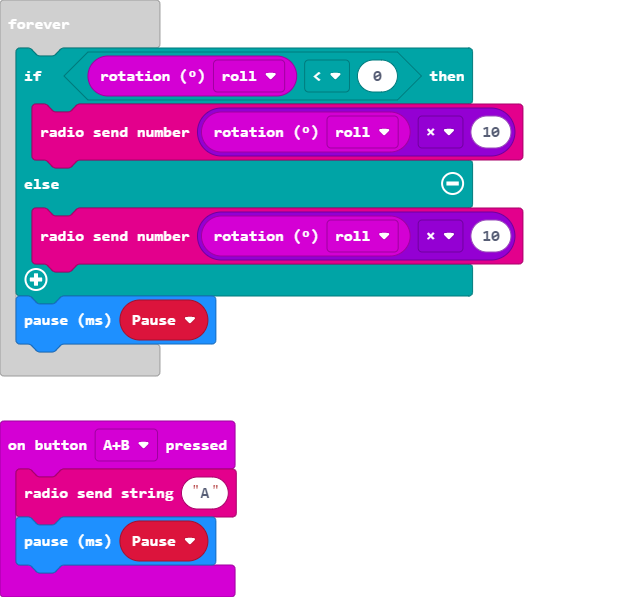 forever
if rotation (º) roll < 0 then
radio send number rotation (º) roll × 10
else
radio send number rotation (º) roll × 10
pause (ms) Pause
on button A+B pressed
radio send string "A"
pause (ms) Pause